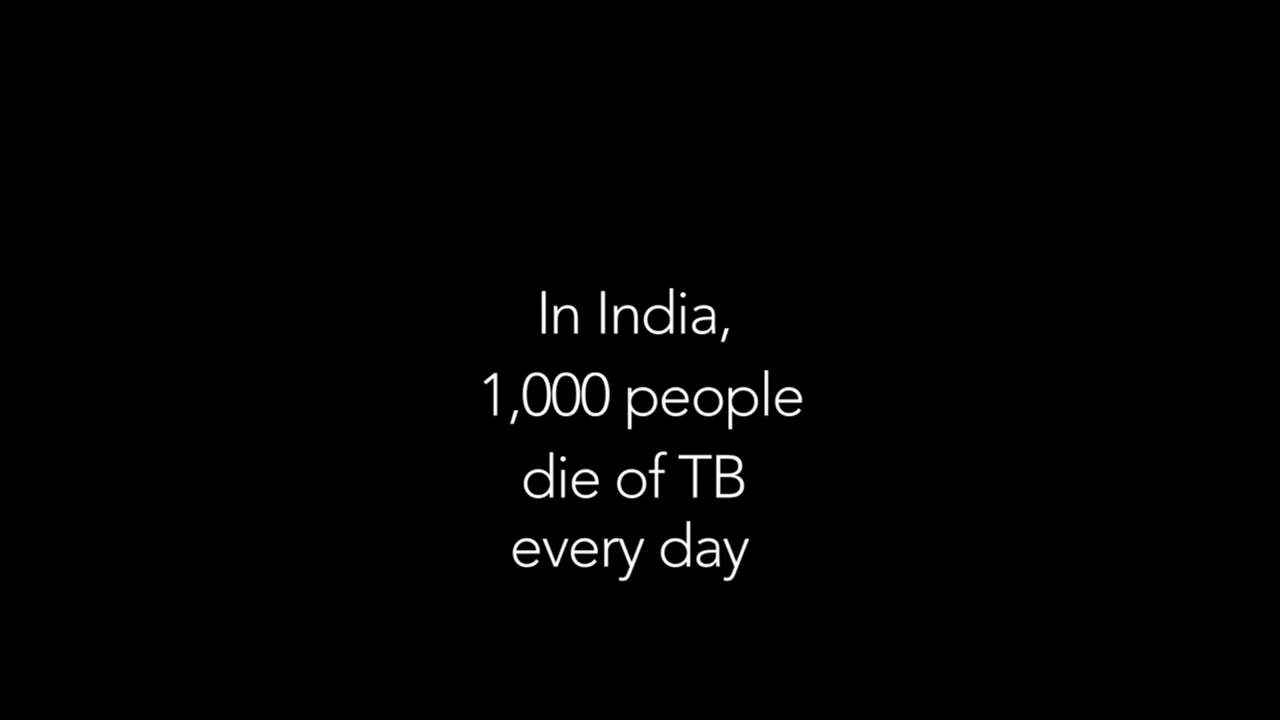 In India,
1,000 people
die of TB
every day